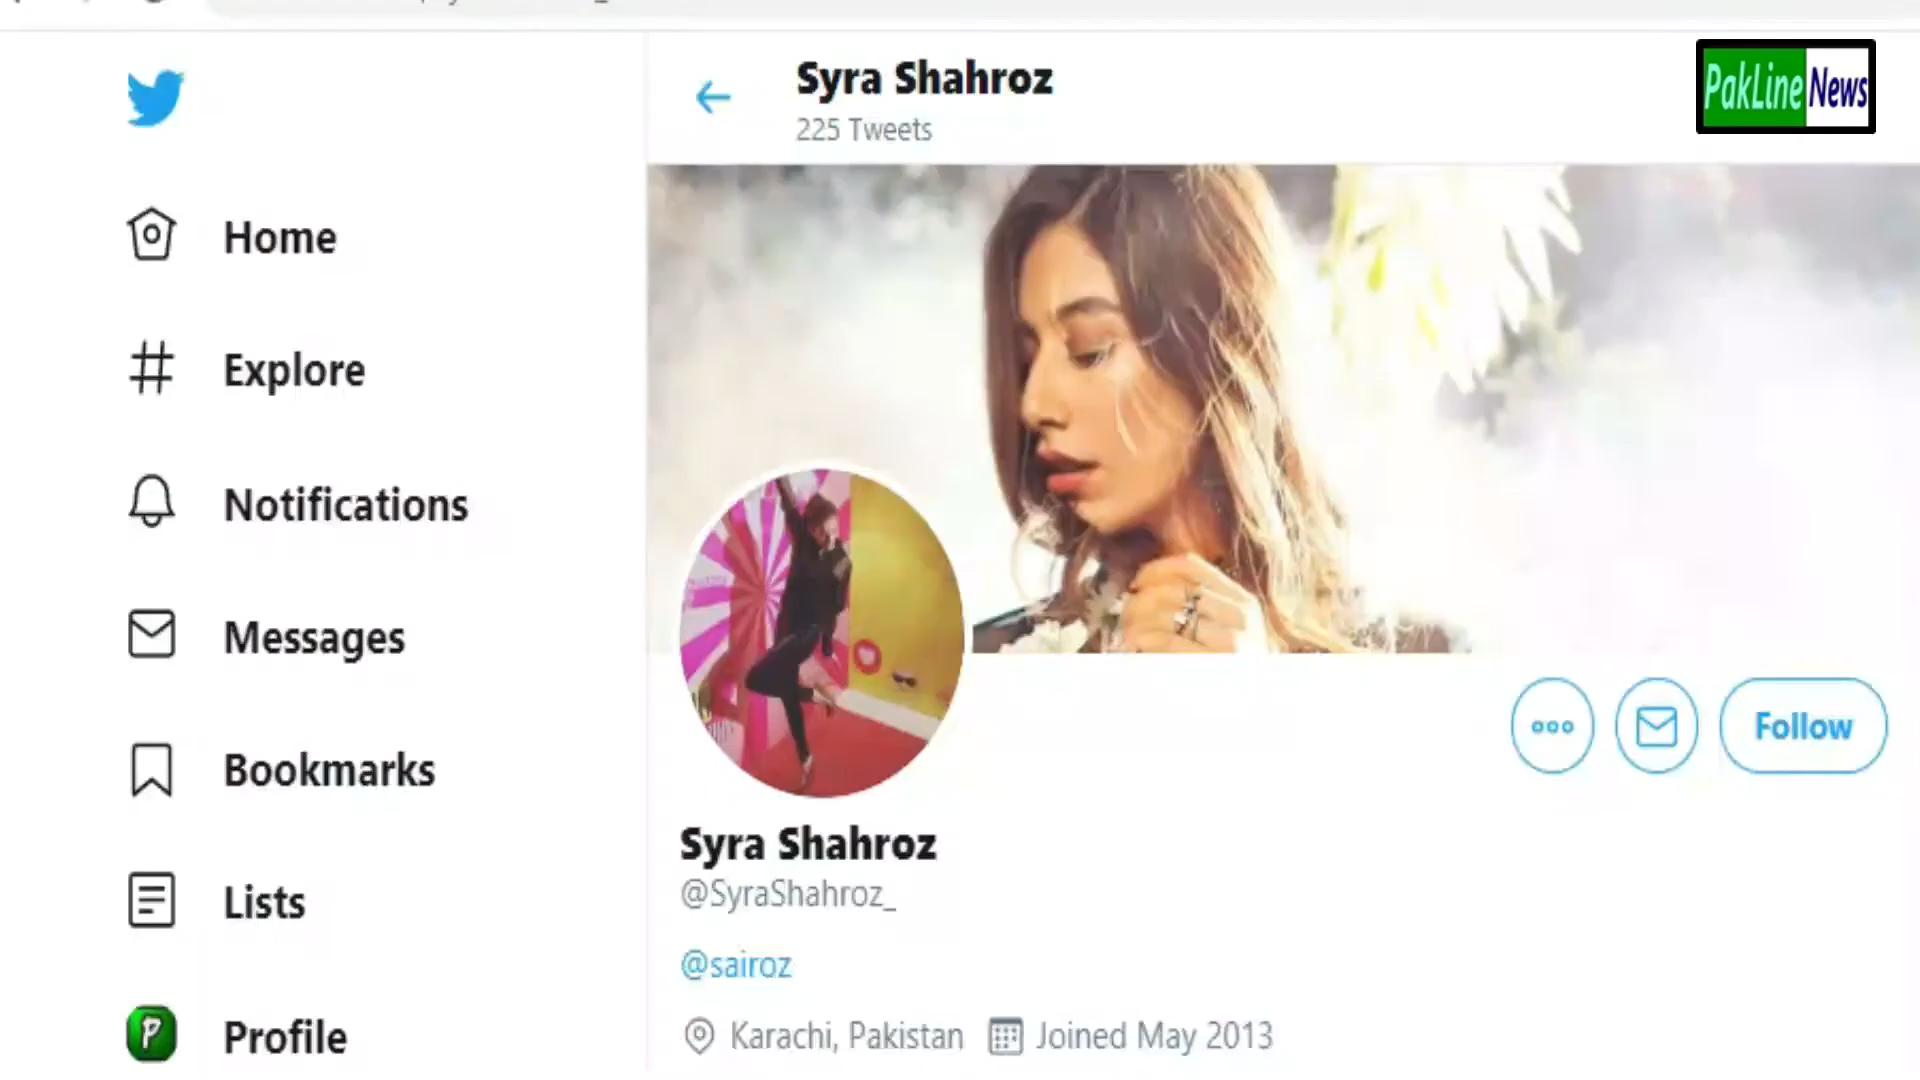 Syra Shahroz
225 Tweets
PakLine News
Home
Explore
Notifications
Messages
Bookmarks
Lists
Profile
Follow
Syra Shahroz
@SyraShahroz_
@sairoz
Karachi, Pakistan Joined May 2013